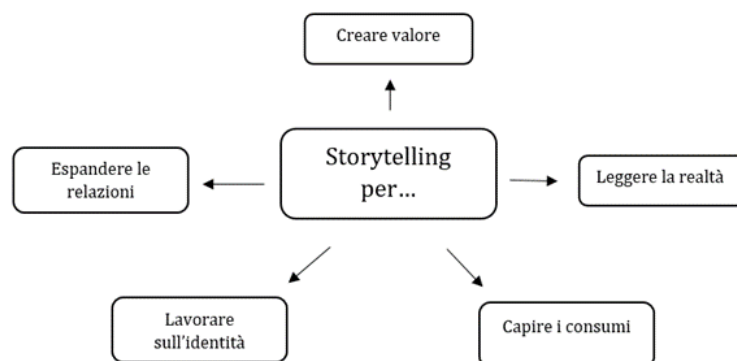 Creare valore
Storytelling
per...
Espandere le
relazioni
Leggere la realtà
Lavorare
sull'identità
Capire i consumi